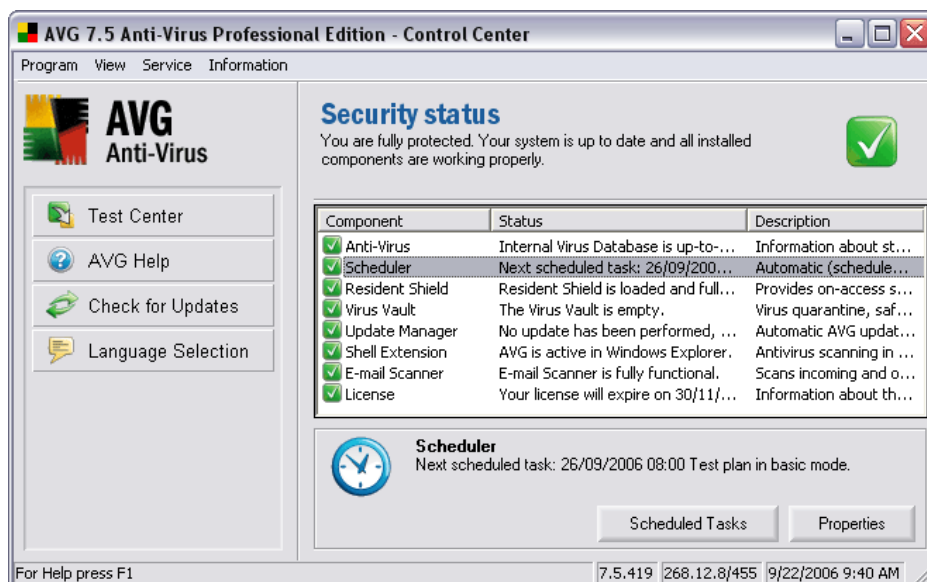 AVG 7.5 Anti-Virus Professional Edition - Control Center
Program View Service Information
AVG
Anti-Virus
Test Center
AVG Help
Check for Updates
Language Selection
Security status
You are fully protected. Your system is up to date and all installed
components are working properly.
Component Status Description
Anti-Virus Internal Virus Database is up-to-... Information about st...
Scheduler Next scheduled task: 26/09/200... Automatic (schedule...
Resident Shield Resident Shield is loaded and full... Provides on-access s...
Virus Vault The Virus Vault is empty. Virus quarantine, saf...
Update Manager No update has been performed, ... Automatic AVG updat...
Shell Extension AVG is active in Windows Explorer. Antivirus scanning in ...
E-mail Scanner E-mail Scanner is fully functional. Scans incoming and o...
License Your license will expire on 30/11/... Information about th...
Scheduler
Next scheduled task: 26/09/2006 08:00 Test plan in basic mode.
Scheduled Tasks Properties
For Help press F1 7.5.419 268.12.8/455 9/22/2006 9:40 AM